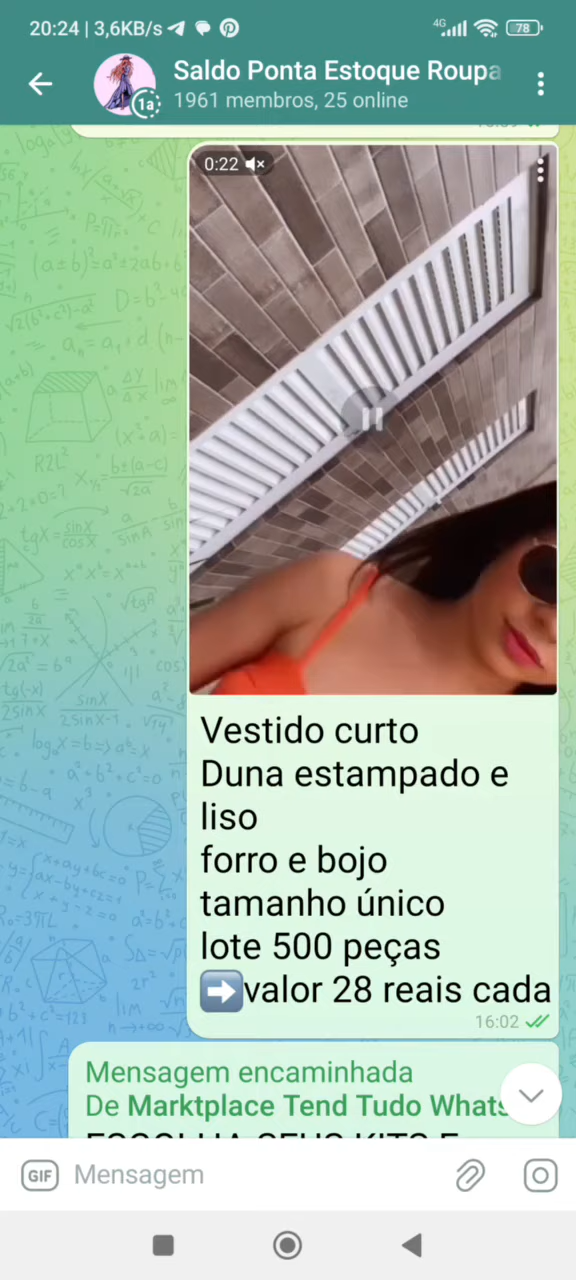 20:24 | 3,6KB/s
4G
78
Saldo Ponta Estoque Roupa
1a
1961 membros, 25 online
0:22
Vestido curto
Duna estampado e
liso
forro e bojo
tamanho único
lote 500 peças
➡valor 28 reais cada
16:02
Mensagem encaminhada
De Marktplace Tend Tudo Whats
GIF
Mensagem